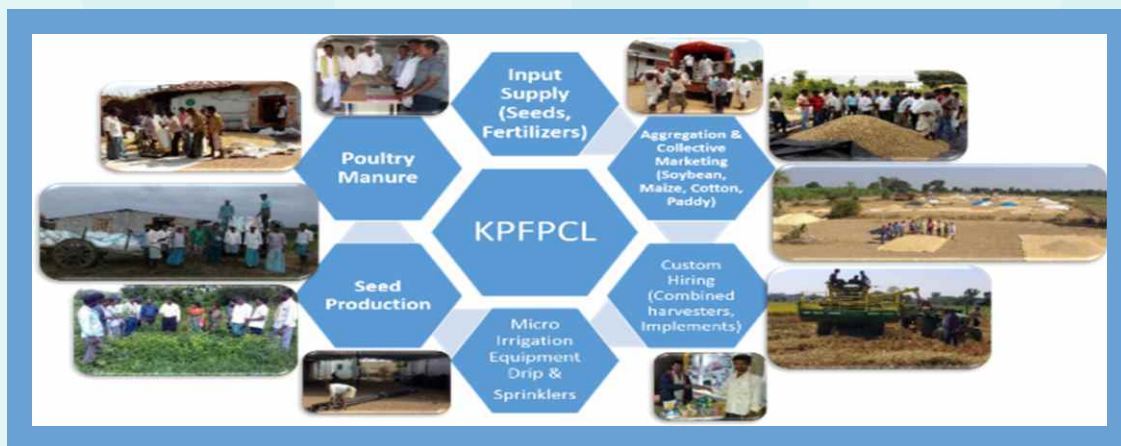 Input
Supply
(Seeds,
Fertilizers)
Aggregation &
Collective
Marketing
(Soybean,
Maize, Cotton,
Paddy)
Poultry
Manure
KPFPCL
Custom
Hiring
(Combined
harvesters,
Implements)
Seed
Production
Micro
Irrigation
Equipment
Drip &
Sprinklers